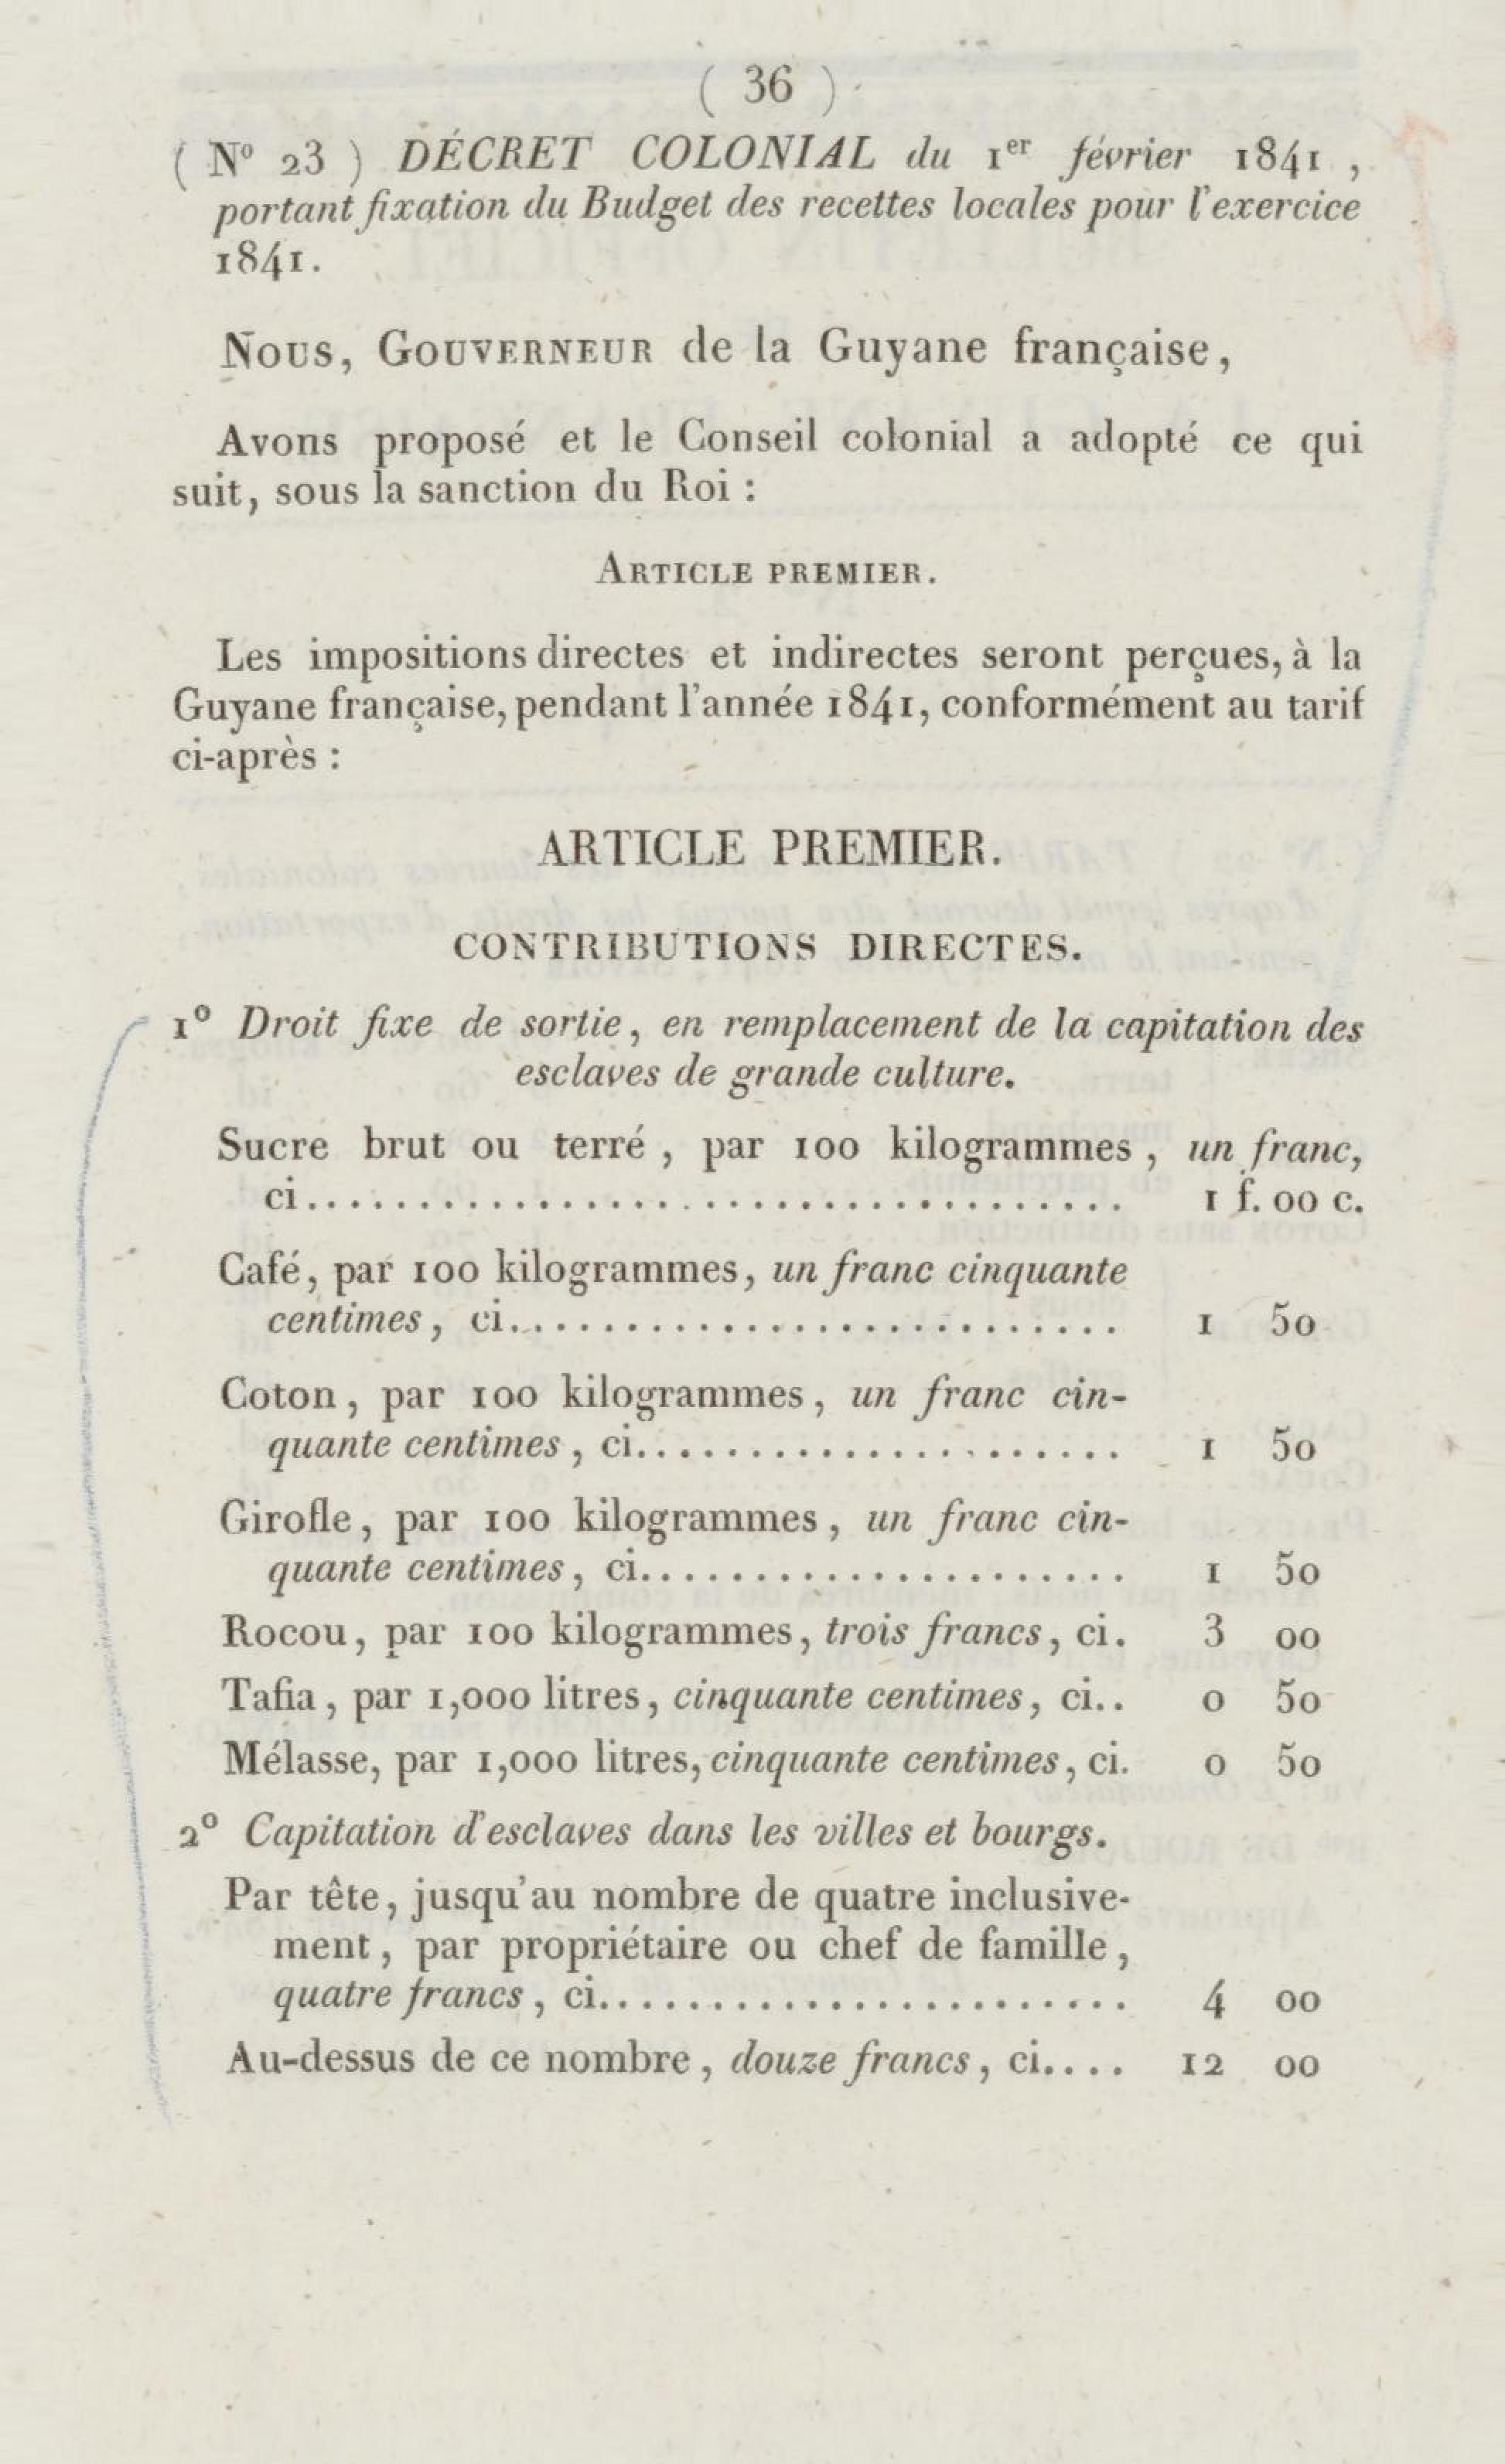 ( 36 )
( Nº 23 ) DÉCRET COLONIAL du 1er février 1841 ,
portant fixation du Budget des recettes locales pour l'exercice
1841.
Nous, Gouverneur de la Guyane française,
Avons proposé et le Conseil colonial a adopté ce qui
suit, sous la sanction du Roi :
Article premier.
Les impositions directes et indirectes seront perçues, à la
Guyane française, pendant l'année 1841, conformément au tarif
ci-après :
ARTICLE PREMIER.
CONTRIBUTIONS DIRECTES.
1º Droit fixe de sortie, en remplacement de la capitation des
esclaves de grande culture.
Sucre brut ou terré , par 100 kilogrammes , un franc,
ci................................... 1 f. 00 c.
Café, par 100 kilogrammes, un franc cinquante
centimes, ci.......................... 1 50
Coton, par 100 kilogrammes, un franc cin-
quante centimes, ci..................... 1 50
Girofle, par 100 kilogrammes, un franc cin-
quante centimes, ci..................... 1 50
Rocou, par 100 kilogrammes, trois francs, ci. 3 00
Tafia, par 1,000 litres, cinquante centimes, ci.. 0 50
Mélasse, par 1,000 litres, cinquante centimes, ci. 0 50
2º Capitation d'esclaves dans les villes et bourgs.
Par tête, jusqu'au nombre de quatre inclusive-
ment, par propriétaire ou chef de famille,
quatre francs, ci....................... 4 00
Au-dessus de ce nombre, douze francs, ci.... 12 00